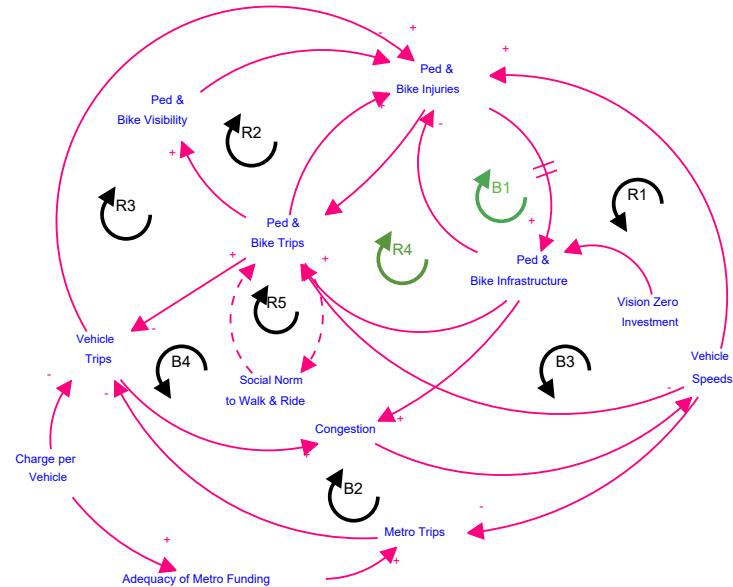 +
-
+
Ped &
Bike Injuries
Ped &
Bike Visibility
+
-
R2
+
B1
R1
R3
+
Ped &
Bike Trips
+
+
R4
Ped &
Bike Infrastructure
R5
Vision Zero
Investment
-
Vehicle
Trips
B4
B3
Vehicle
Speeds
-
-
-
Social Norm
to Walk & Ride
+
Congestion
+
Charge per
Vehicle
B2
-
+
Metro Trips
+
Adequacy of Metro Funding